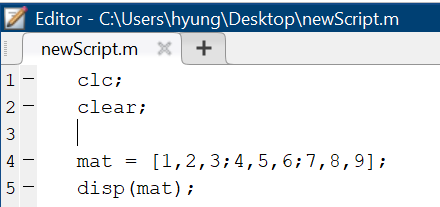 Editor - C:\Users\hyung\Desktop\newScript.m
newScript.m
1 clc;
2 clear;
3
4 mat = [1,2,3;4,5,6;7,8,9];
5 disp(mat);